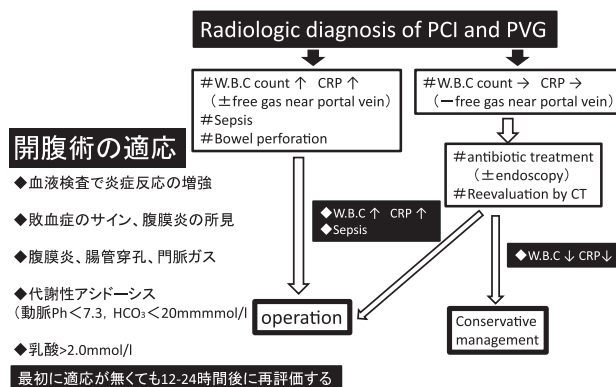 Radiologic diagnosis of PCI and PVG
#W.B.C count ↑ CRP ↑
(±free gas near portal vein)
#Sepsis
#Bowel perforation
#W.B.C count → CRP →
(－free gas near portal vein)
#antibiotic treatment
(±endoscopy)
#Reevaluation by CT
◆W.B.C ↑ CRP ↑
◆Sepsis
◆W.B.C ↓ CRP↓
operation
Conservative
management
開腹術の適応
◆血液検査で炎症反応の増強
◆敗血症のサイン、腹膜炎の所見
◆腹膜炎、腸管穿孔、門脈ガス
◆代謝性アシドーシス
(動脈Ph＜7.3, HCO₃＜20mmmmol/l
◆乳酸>2.0mmol/l
最初に適応が無くても12-24時間後に再評価する